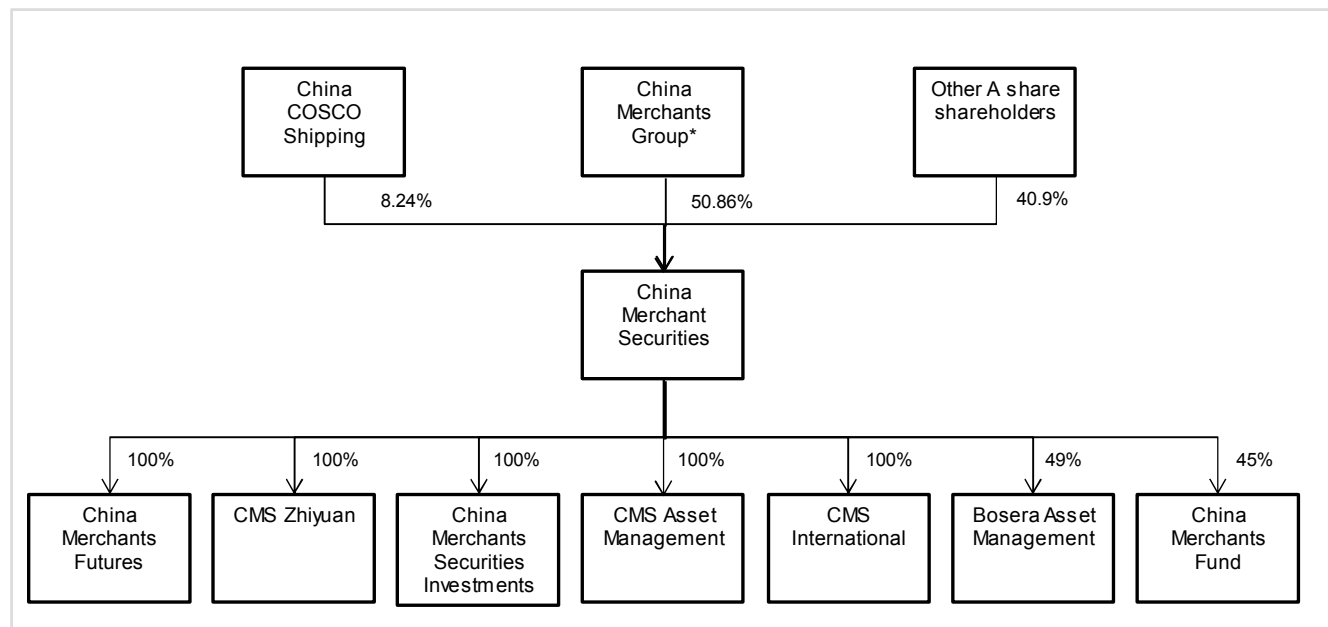 China
COSCO
Shipping
China
Merchants
Group*
Other A share
shareholders
8.24%
50.86%
40.9%
China
Merchant
Securities
100%
100%
100%
100%
100%
49%
45%
China
Merchants
Futures
CMS Zhiyuan
China
Merchants
Securities
Investments
CMS Asset
Management
CMS
International
Bosera Asset
Management
China
Merchants
Fund